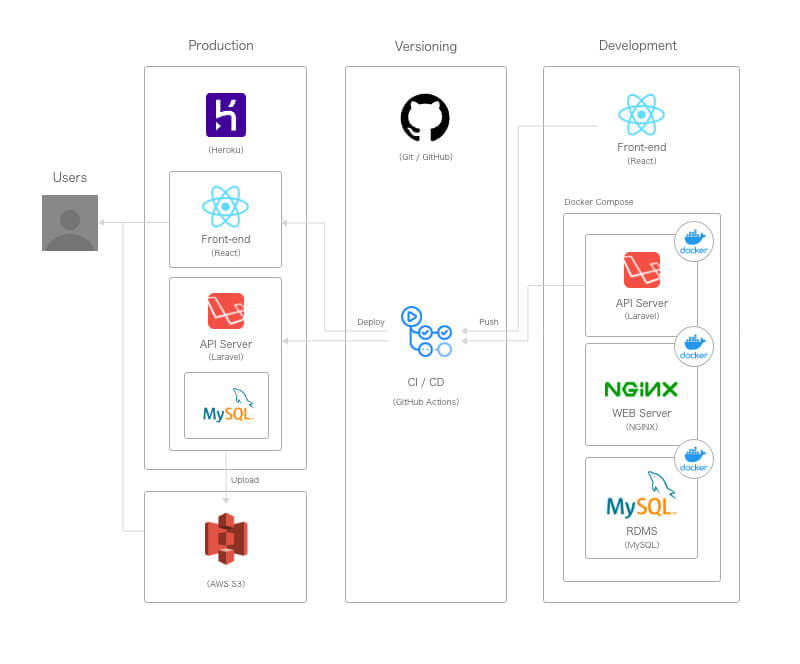 Production
Versioning
Development
(Heroku)
(Git / GitHub)
Front-end
(React)
Users
Front-end
(React)
Docker Compose
docker
API Server
(Laravel)
API Server
(Laravel)
MySQL
Deploy
Push
CI / CD
(GitHub Actions)
docker
NGINX
WEB Server
(NGINX)
docker
MySQL™
RDMS
(MySQL)
Upload
(AWS S3)